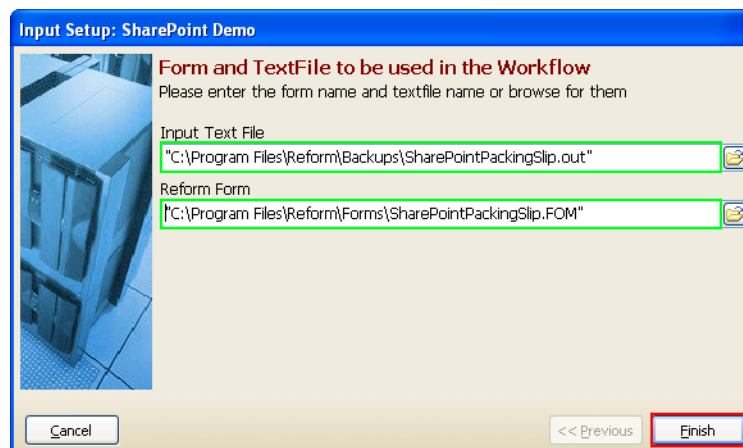 Input Setup: SharePoint Demo
Form and TextFile to be used in the Workflow
Please enter the form name and textfile name or browse for them
Input Text File
"C:\Program Files\Reform\Backups\SharePointPackingSlip.out"
Reform Form
"C:\Program Files\Reform\Forms\SharePointPackingSlip.FOM"
Cancel
<< Previous
Finish